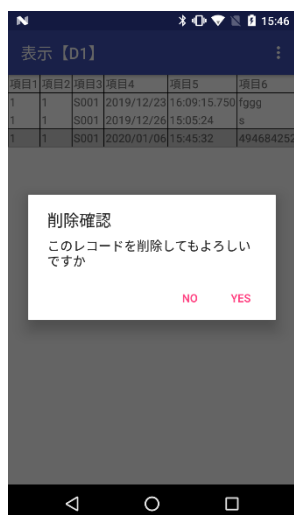 15:46
表示【D1】
項目1 項目2 項目3 項目4 項目5 項目6
1 1 S001 2019/12/23 16:09:15.750 fggg
1 1 S001 2019/12/26 15:05:24 s
1 1 S001 2020/01/06 15:45:32 494684252
削除確認
このレコードを削除してもよろしい
ですか
NO YES